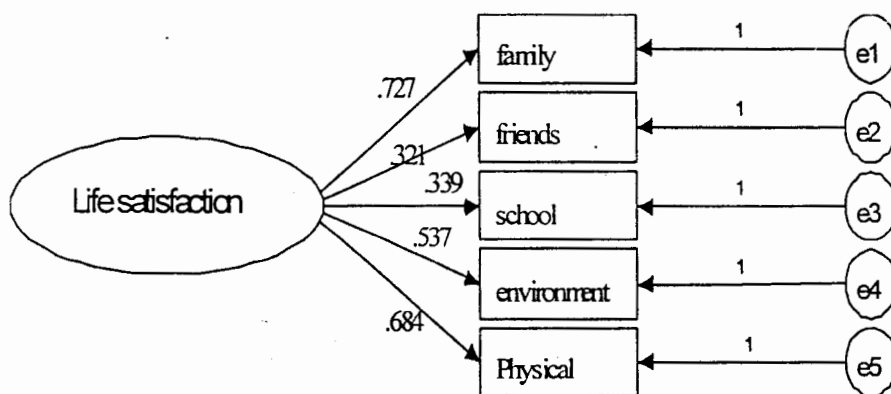 family
1
e1
.727
friends
1
e2
.321
Life satisfaction
.339
school
1
e3
.537
environment
1
e4
.684
Physical
1
e5